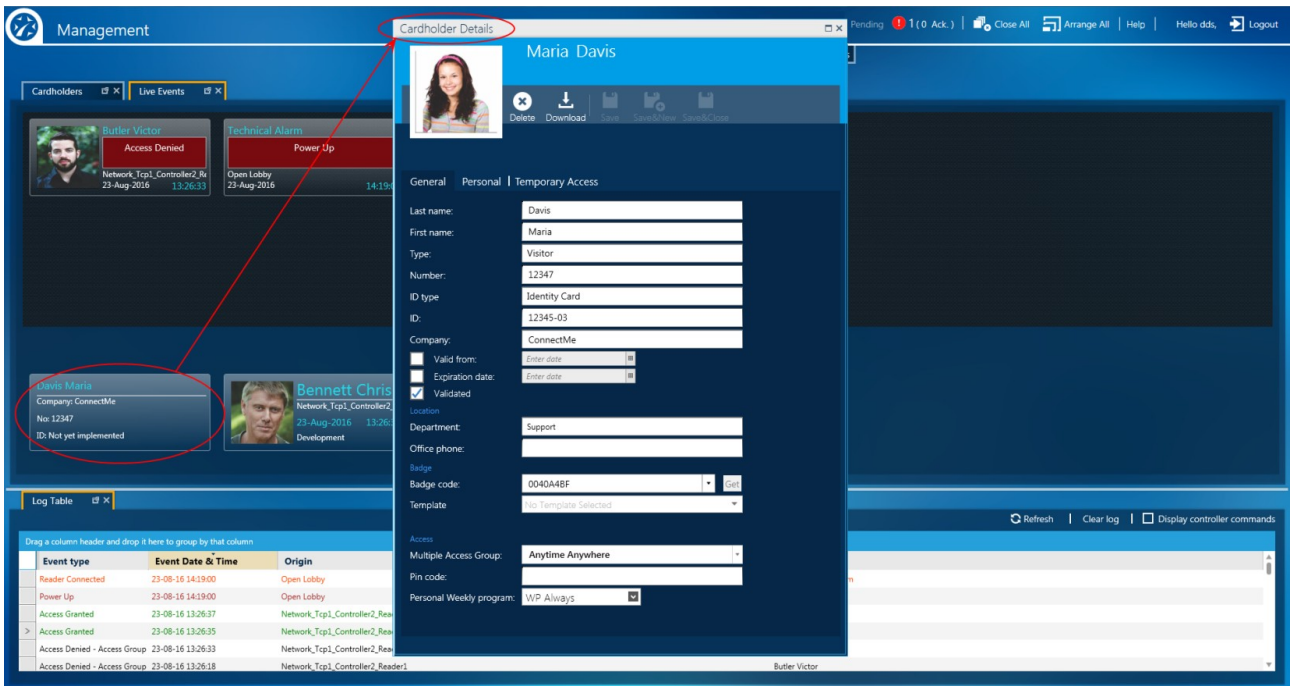 Management
Pending 1 ( 0 Ack.) | Close All Arrange All | Help | Hello dds, Logout
Cardholders Live Events
Butler Victor
Access Denied
Network_Tcp1_Controller2_Re
23-Aug-2016 13:26:33
Technical Alarm
Power Up
Open Lobby
23-Aug-2016 14:19:0
Davis Maria
Company: ConnectMe
No: 12347
ID: Not yet implemented
Bennett Chris
Network_Tcp1_Controller2_
23-Aug-2016 13:26:
Development
Cardholder Details
Maria Davis
Delete Download Save Save&New Save&Close
General Personal | Temporary Access
Last name: Davis
First name: Maria
Type: Visitor
Number: 12347
ID type Identity Card
ID: 12345-03
Company: ConnectMe
Valid from: Enter date
Expiration date: Enter date
Validated
Location
Department: Support
Office phone:
Badge
Badge code: 0040A4BF Get
Template No Template Selected
Access
Multiple Access Group: Anytime Anywhere
Pin code:
Personal Weekly program: WP Always
Log Table
Refresh | Clear log | Display controller commands
Drag a column header and drop it here to group by that column
Event type Event Date & Time Origin
Reader Connected 23-08-16 14:19:00 Open Lobby
Power Up 23-08-16 14:19:00 Open Lobby
Access Granted 23-08-16 13:26:37 Network_Tcp1_Controller2_Rea
> Access Granted 23-08-16 13:26:35 Network_Tcp1_Controller2_Rea
Access Denied - Access Group 23-08-16 13:26:33 Network_Tcp1_Controller2_Rea
Access Denied - Access Group 23-08-16 13:26:18 Network_Tcp1_Controller2_Reader1 Butler Victor